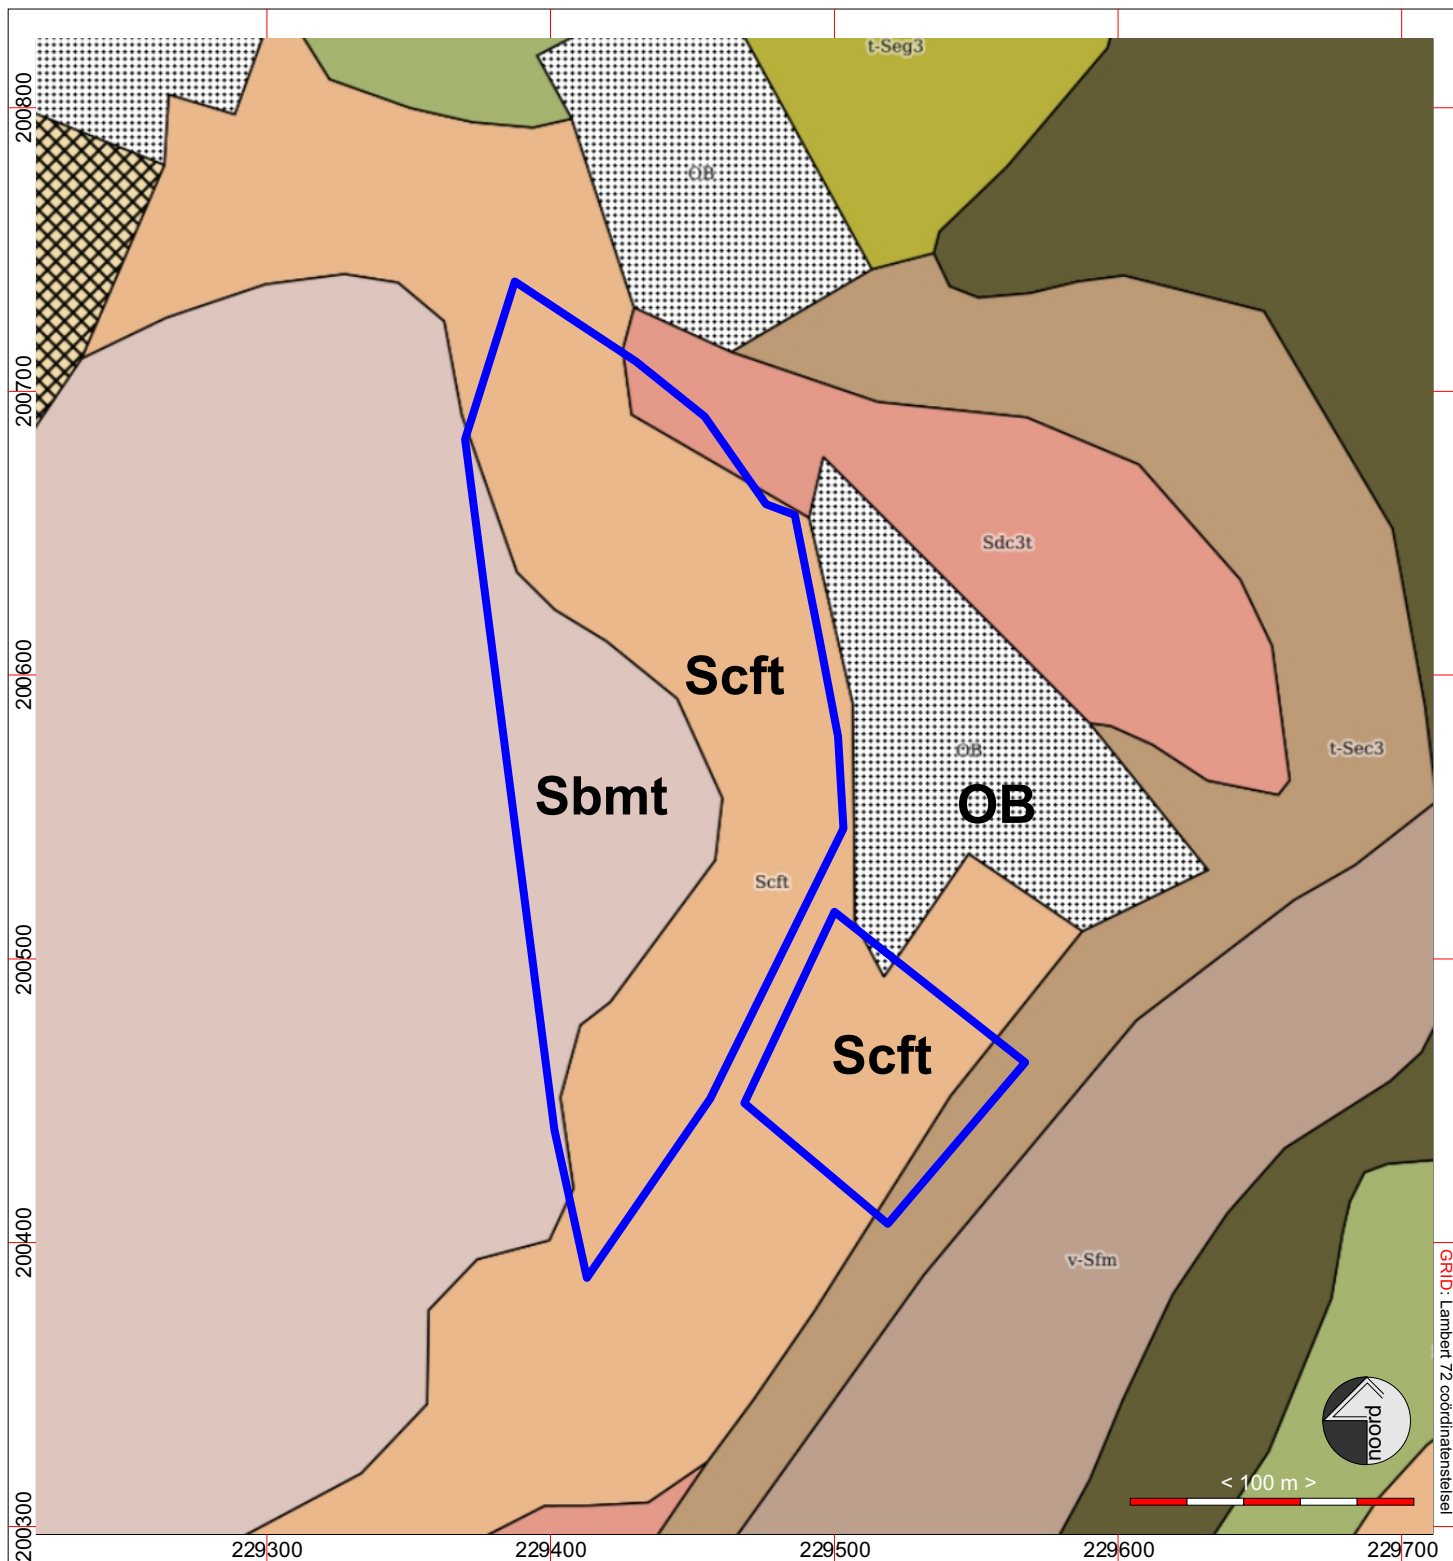 t-Seg3
200800
OB
200700
Sdc3t
Scft
200600
t-Sec3
OB
Sbmt
OB
Scft
200500
Scft
200400
v-Sfm
GRID: Lambert 72 coördinatenstelsel
noord
< 100 m >
200300
229300
229400
229500
229600
229700